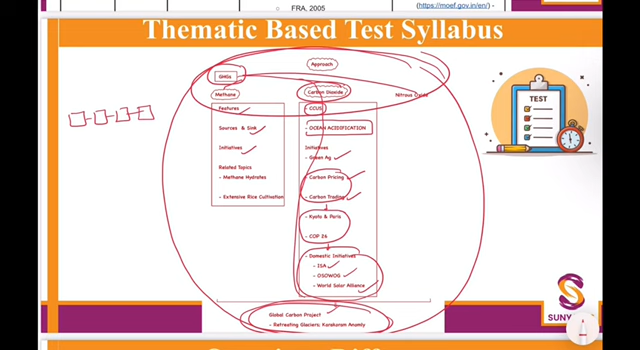 FRA, 2005
(https://moef.gov.in/en/) -
Thematic Based Test Syllabus
Approach
GHGs
Methane
Carbon Dioxide
Nitrous Oxide
Features
Sources & Sink
Initiatives
Related Topics
- Methane Hydrates
- Extensive Rice Cultivation
- CCUS
- OCEAN ACIDIFICATION
Initiatives
- Green Ag
- Carbon Pricing
- Carbon Trading
- Kyoto & Paris
- COP 26
- Domestic Initiatives
- ISA
- OSOWOG
- World Solar Alliance
Global Carbon Project
- Retreating Glaciers: Karakoram Anomly
TEST